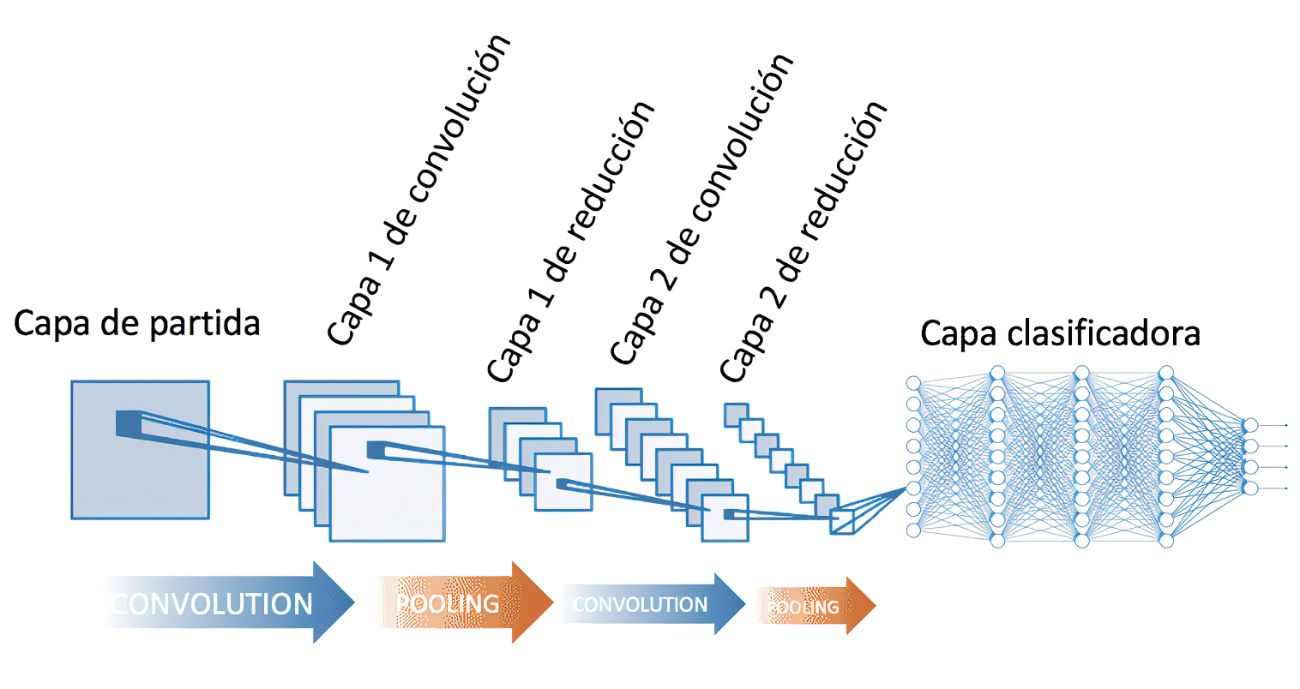 Capa de partida
Capa 1 de convolución
Capa 1 de reducción
Capa 2 de convolución
Capa 2 de reducción
Capa clasificadora
CONVOLUTION
POOLING
CONVOLUTION
POOLING